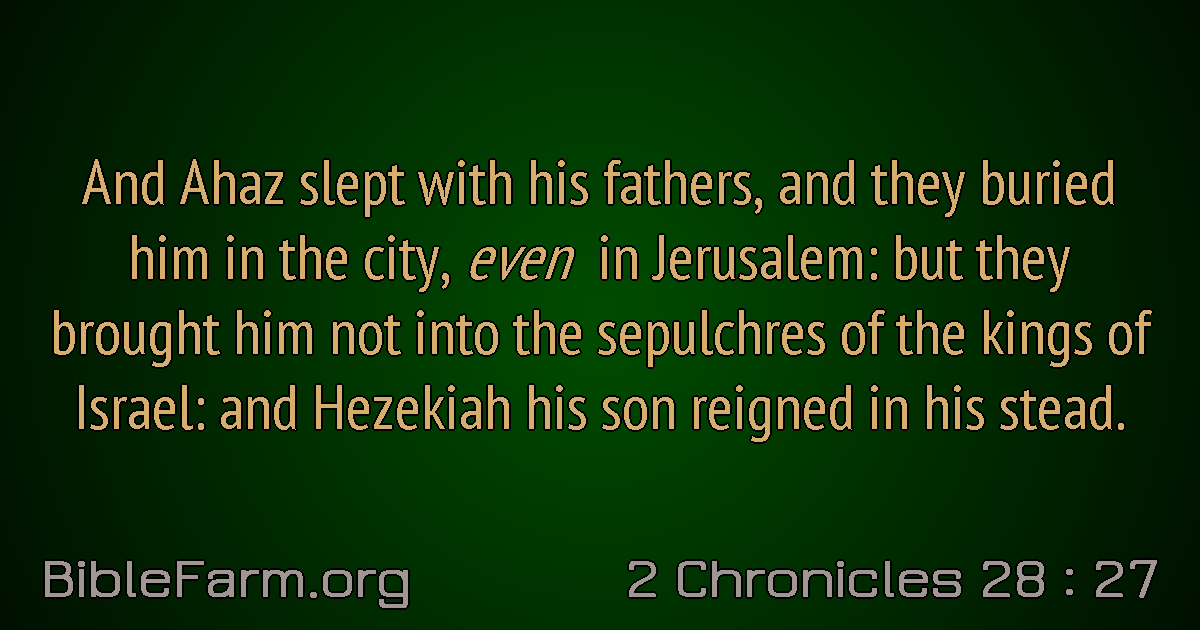 And Ahaz slept with his fathers, and they buried
him in the city, even in Jerusalem: but they
brought him not into the sepulchres of the kings of
Israel: and Hezekiah his son reigned in his stead.
BibleFarm.org
2 Chronicles 28 : 27